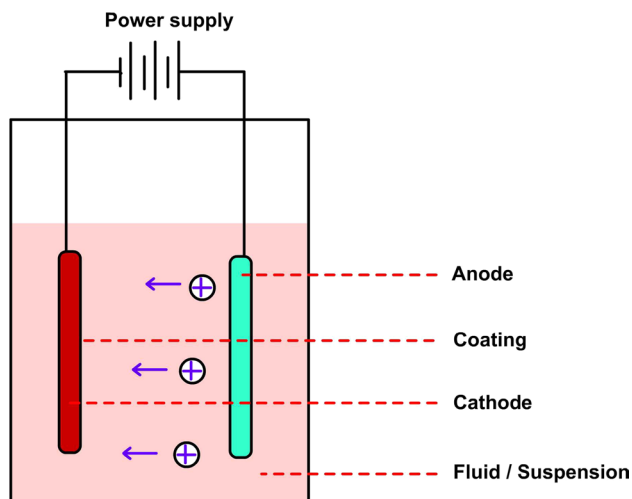 Power supply
Anode
Coating
Cathode
Fluid / Suspension